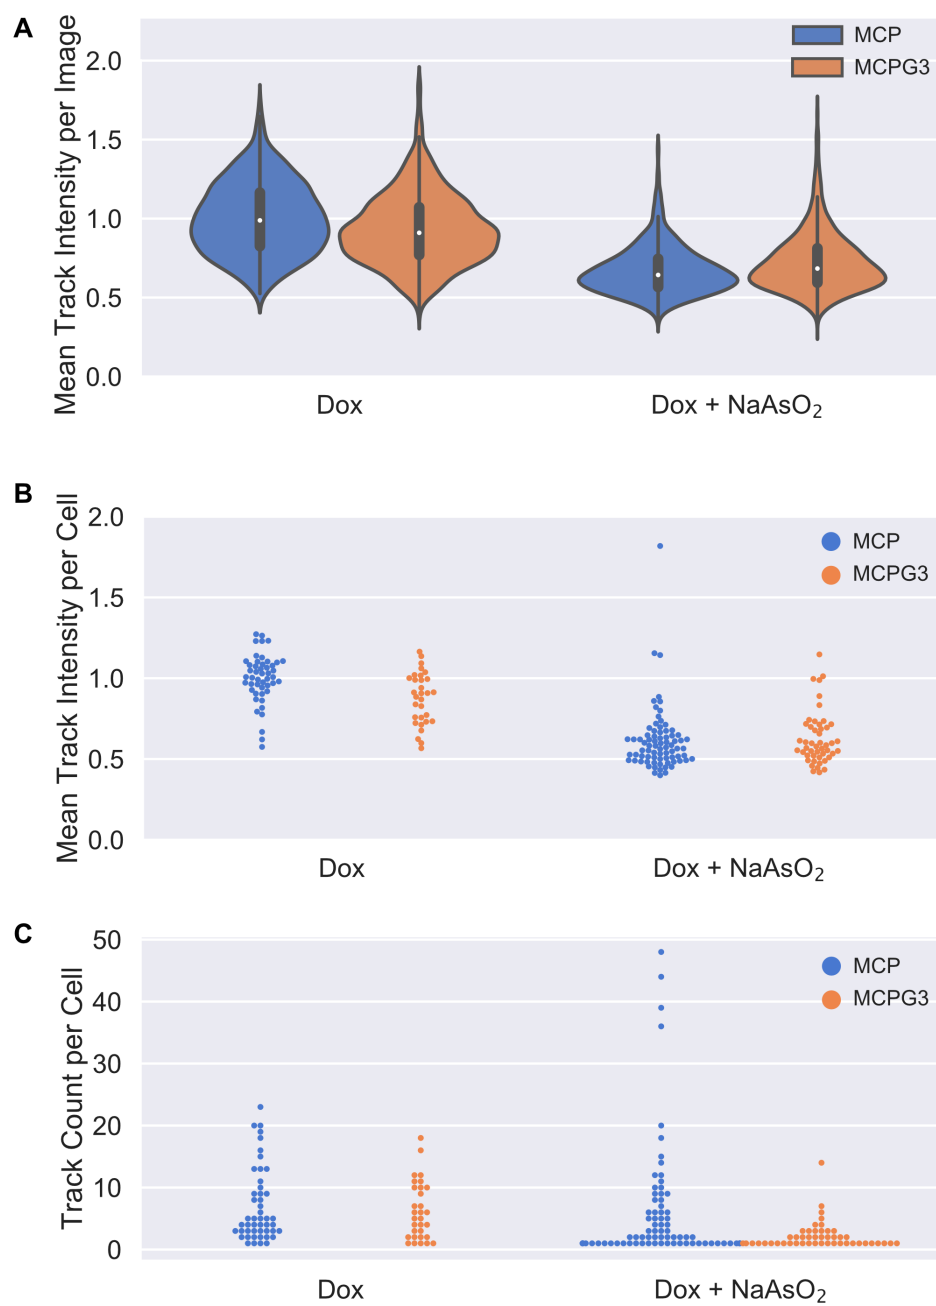 A
Mean Track Intensity per Image
2.0
1.5
1.0
0.5
0.0
MCP
MCPG3
Dox
Dox + NaAsO₂
B
Mean Track Intensity per Cell
2.0
1.5
1.0
0.5
0.0
MCP
MCPG3
Dox
Dox + NaAsO₂
C
Track Count per Cell
50
40
30
20
10
0
MCP
MCPG3
Dox
Dox + NaAsO₂